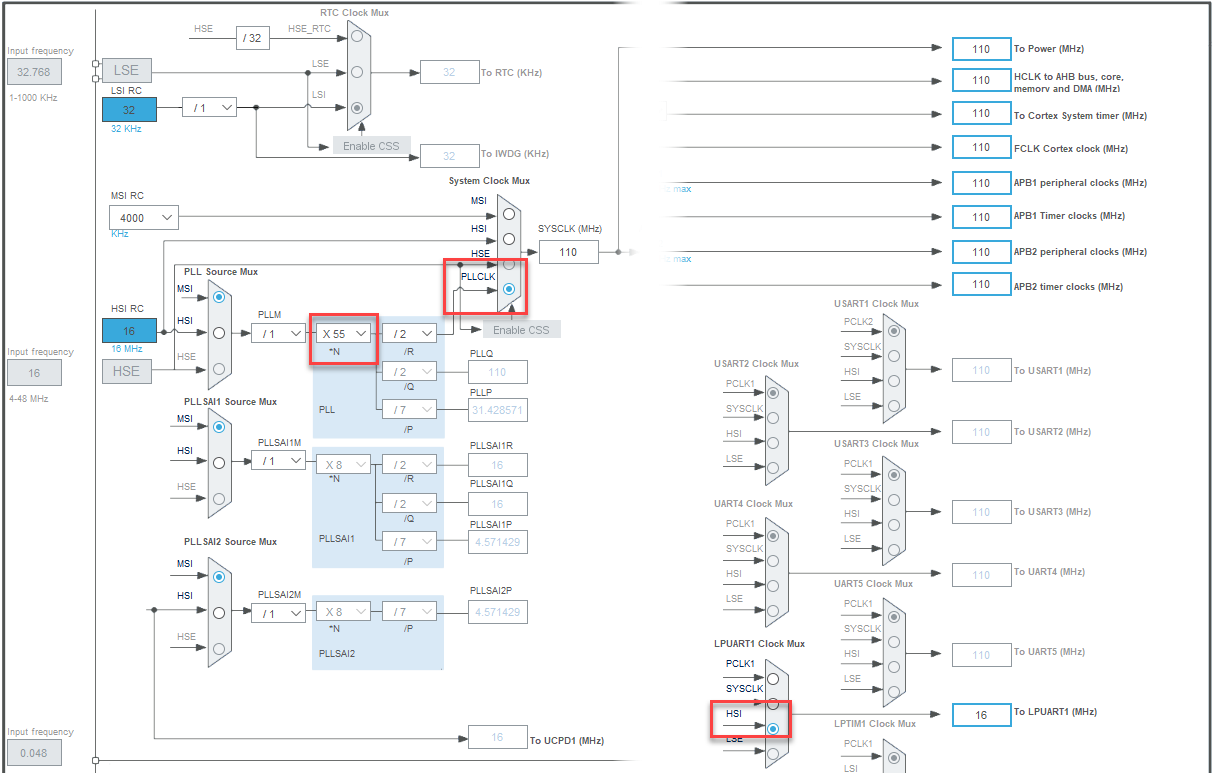 RTC Clock Mux
HSE
/ 32
HSE_RTC
Input frequency
32.768
1-1000 KHz
LSE
LSE
32
To RTC (KHz)
LSI RC
32
32 KHz
/ 1
LSI
Enable CSS
32
To IWDG (KHz)
System Clock Mux
MSI RC
4000
KHz
MSI
HSI
HSE
PLLCLK
SYSCLK (MHz)
110
Enable CSS
PLL Source Mux
MSI
HSI
HSE
HSI RC
16
16 MHz
HSE
Input frequency
16
4-48 MHz
PLLM
/ 1
X 55
*N
/ 2
/R
/ 2
/Q
/ 7
/P
PLL
PLLQ
110
PLLP
31.428571
PLLSAI1 Source Mux
MSI
HSI
HSE
PLLSAI1M
/ 1
X 8
*N
/ 2
/R
/ 2
/Q
/ 7
/P
PLLSAI1
PLLSAI1R
16
PLLSAI1Q
16
PLLSAI1P
4.571429
PLLSAI2 Source Mux
MSI
HSI
HSE
PLLSAI2M
/ 1
X 8
*N
/ 7
/P
PLLSAI2
PLLSAI2P
4.571429
Input frequency
0.048
16
To UCPD1 (MHz)
110
To Power (MHz)
110
HCLK to AHB bus, core,
memory and DMA (MHz)
110
To Cortex System timer (MHz)
110
FCLK Cortex clock (MHz)
max
110
APB1 peripheral clocks (MHz)
110
APB1 Timer clocks (MHz)
max
110
APB2 peripheral clocks (MHz)
110
APB2 timer clocks (MHz)
USART1 Clock Mux
PCLK2
SYSCLK
HSI
LSE
110
To USART1 (MHz)
USART2 Clock Mux
PCLK1
SYSCLK
HSI
LSE
110
To USART2 (MHz)
USART3 Clock Mux
PCLK1
SYSCLK
HSI
LSE
110
To USART3 (MHz)
UART4 Clock Mux
PCLK1
SYSCLK
HSI
LSE
110
To UART4 (MHz)
UART5 Clock Mux
PCLK1
SYSCLK
HSI
LSE
110
To UART5 (MHz)
LPUART1 Clock Mux
PCLK1
SYSCLK
HSI
LSE
16
To LPUART1 (MHz)
LPTIM1 Clock Mux
PCLK1
LSI